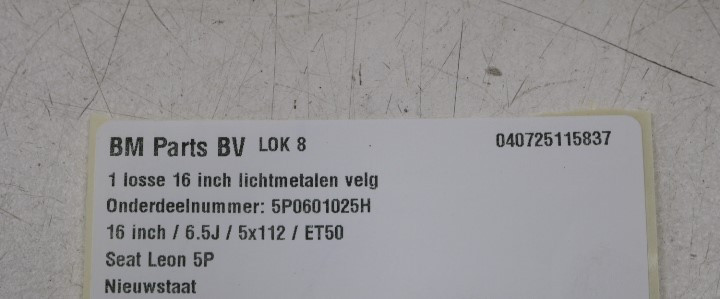 BM Parts BV LOK 8 040725115837
1 losse 16 inch lichtmetalen velg
Onderdeelnummer: 5P0601025H
16 inch / 6.5J / 5x112 / ET50
Seat Leon 5P
Nieuwstaat